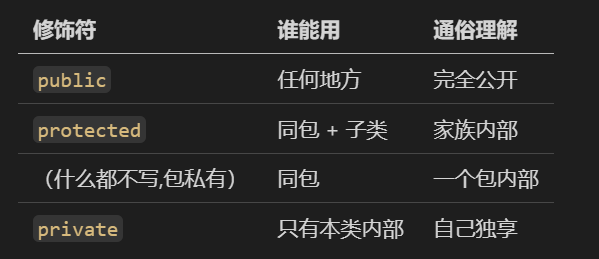 修饰符 谁能用 通俗理解
public 任何地方 完全公开
protected 同包 + 子类 家族内部
（什么都不写,包私有） 同包 一个包内部
private 只有本类内部 自己独享